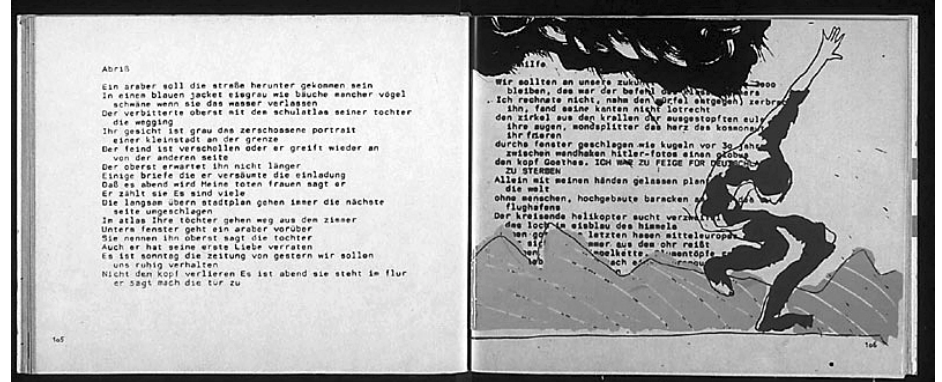 Abriß
Ein araber soll die straße herunter gekommen sein
In einem blauen jacket eisgrau wie bäuche mancher vögel
schwäne wenn sie das wasser verlassen
Der verbitterte oberst mit dem schulatlas seiner tochter
die wegging
Ihr gesicht ist grau das zerschossene portrait
einer kleinstadt an der grenze
Der feind ist verschollen oder er greift wieder an
von der anderen seite
Der oberst erwartet ihn nicht länger
Einige briefe die er versäumte die einladung
Daß es abend wird Meine toten frauen sagt er
Er zählt sie Es sind viele
Die langsam übern stadtplan gehen immer die nächste
seite umgeschlagen
Im atlas Ihre töchter gehen weg aus dem zimmer
Unterm fenster geht ein araber vorüber
Sie nennen ihn oberst sagt die tochter
Auch er hat seine erste Liebe verraten
Es ist sonntag die zeitung von gestern wir sollen
uns ruhig verhalten
Nicht den kopf verlieren Es ist abend sie steht im flur
er sagt mach die tür zu
105
hilfe
Wir sollten an unsere
bleiben, das war der befehl
Ich rechnete nicht, nahm den
ihn, fand seine kanten nicht lotrecht
den zirkel aus den krallen des ausgestopften
ihre augen, mondsplitter das herz des
ihr frieren
durchs fenster geschlagen wie kugeln vor 30
zwischen wandhaken hitler-fotos einen globus
den kopf Goethes. ICH WAR ZU FEIGE FÜR
ZU STERBEN
Allein mit meinen händen gelassen
die welt
ohne menschen, hochgebaute baracken
flughafens
Der kreisende helikopter sucht
loch im eisblau des himmels
letzten hasen
aus dem ohr reißt
106